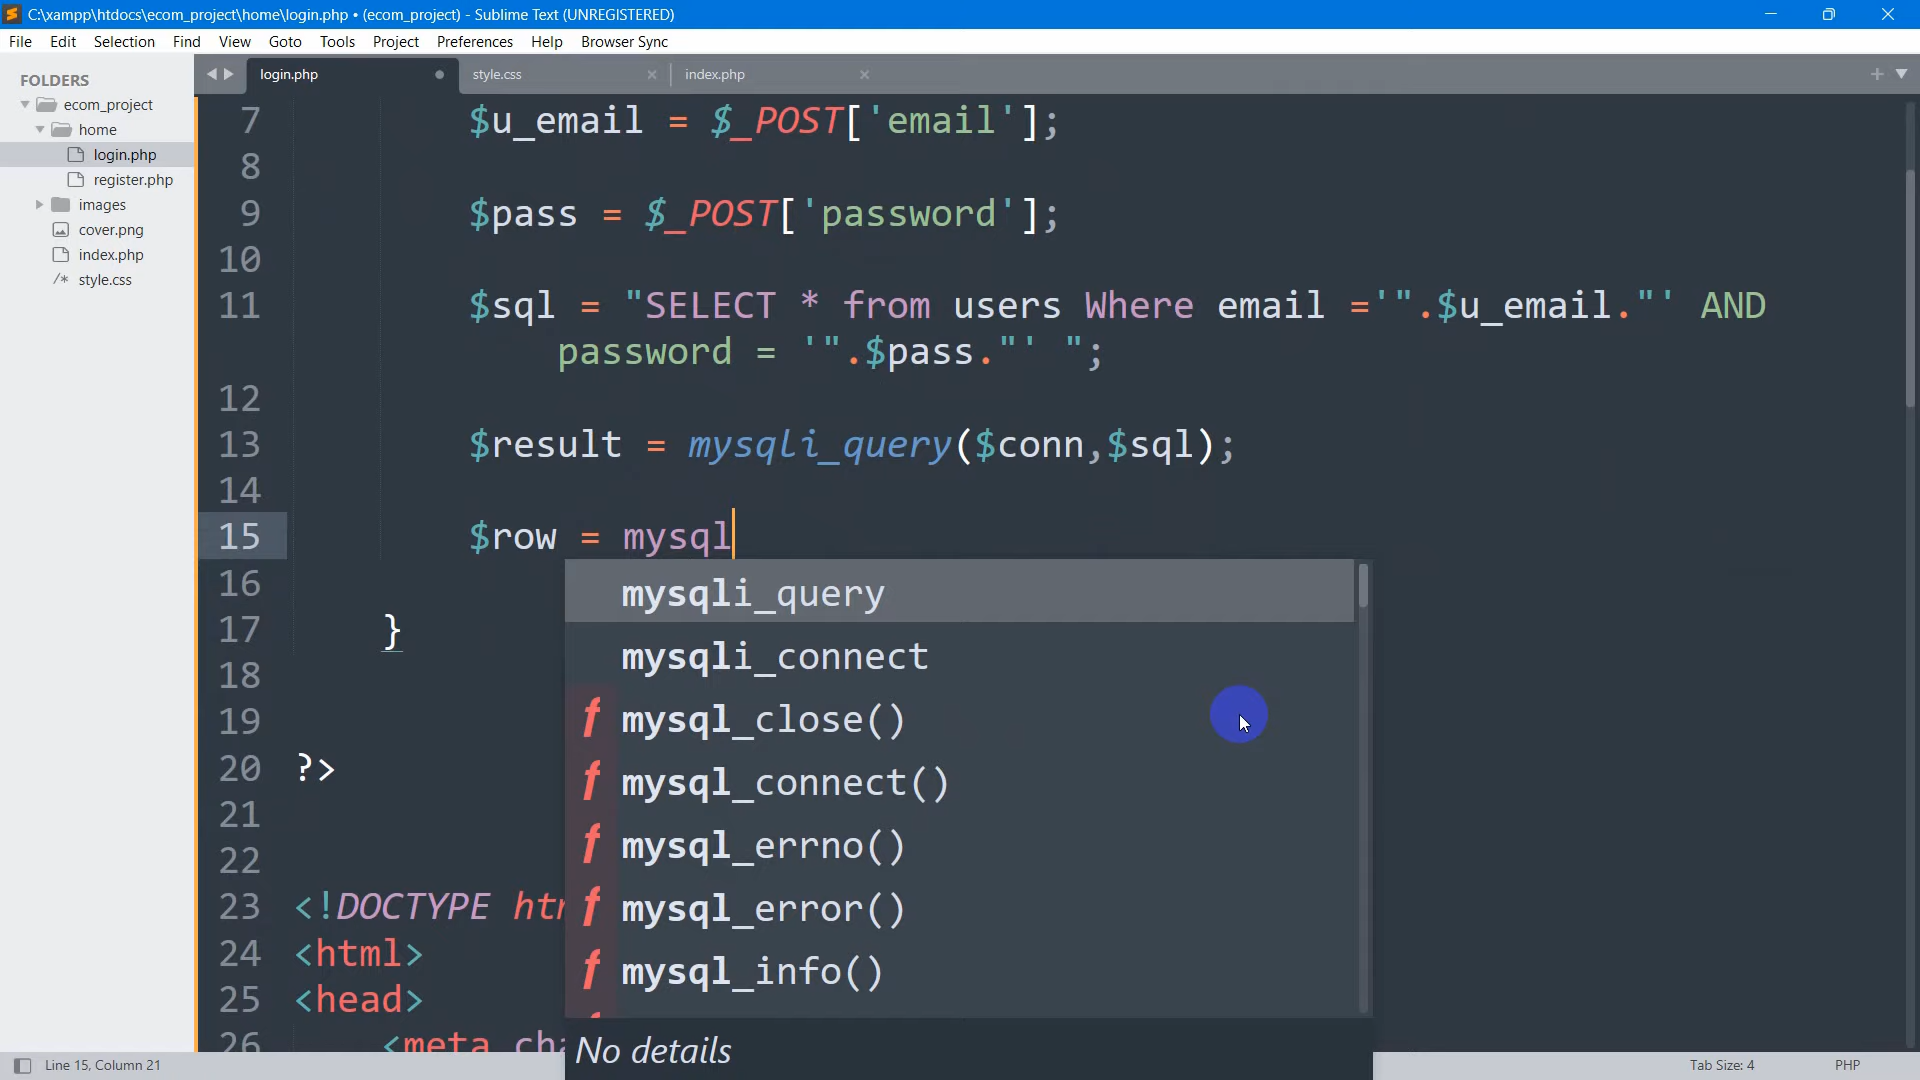 C:\xampp\htdocs\ecom_project\home\login.php • (ecom_project) - Sublime Text (UNREGISTERED)
File Edit Selection Find View Goto Tools Project Preferences Help Browser Sync
FOLDERS
ecom_project
home
login.php
register.php
images
cover.png
index.php
/* style.css
login.php style.css index.php
7 $u_email = $_POST['email'];
8
9 $pass = $_POST['password'];
10
11 $sql = "SELECT * from users Where email ='".$u_email."' AND
password = '".$pass."' ";
12
13 $result = mysqli_query($conn,$sql);
14
15 $row = mysql
16
17 }
18
19
20 ?>
21
22
23 <!DOCTYPE
24 <html>
25 <head>
26 <meta
mysqli_query
mysqli_connect
f mysql_close()
f mysql_connect()
f mysql_errno()
f mysql_error()
f mysql_info()
No details
Line 15, Column 21
Tab Size: 4
PHP